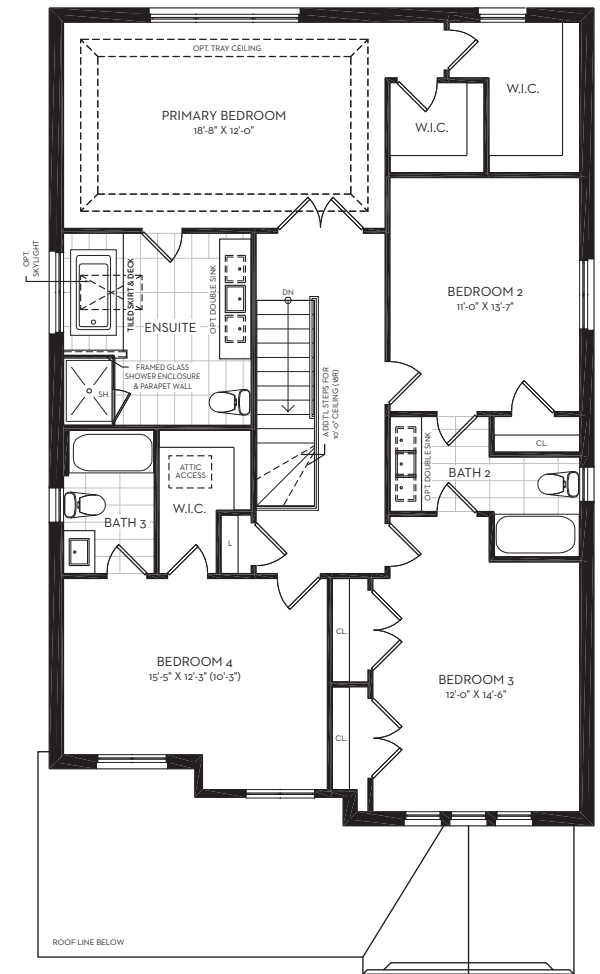 OPT. TRAY CEILING
PRIMARY BEDROOM
18'-8" X 12'-0"
W.I.C.
W.I.C.
OPT.
SKYLIGHT
TILED SKIRT & DECK
OPT. DOUBLE SINK
ENSUITE
FRAMED GLASS
SHOWER ENCLOSURE
& PARAPET WALL
SH.
DN
ADD'T'L STEPS FOR
10'-0" CEILING (1&R)
BEDROOM 2
11'-0" X 13'-7"
CL.
OPT. DOUBLE SINK
BATH 2
ATTIC
ACCESS
W.I.C.
BATH 3
L
BEDROOM 4
15'-5" X 12'-3" (10'-3")
CL.
CL.
BEDROOM 3
12'-0" X 14'-6"
ROOF LINE BELOW